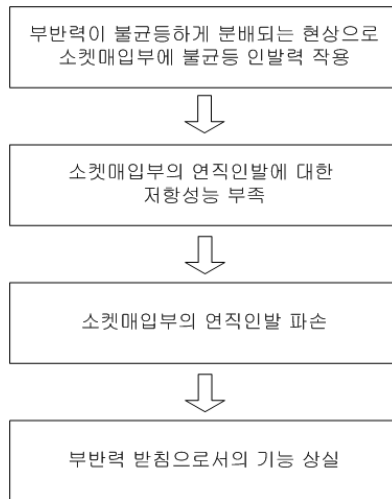 부반력이 불균등하게 분배되는 현상으로
소켓매입부에 불균등 인발력 작용
소켓매입부의 연직인발에 대한
저항성능 부족
소켓매입부의 연직인발 파손
부반력 받침으로서의 기능 상실